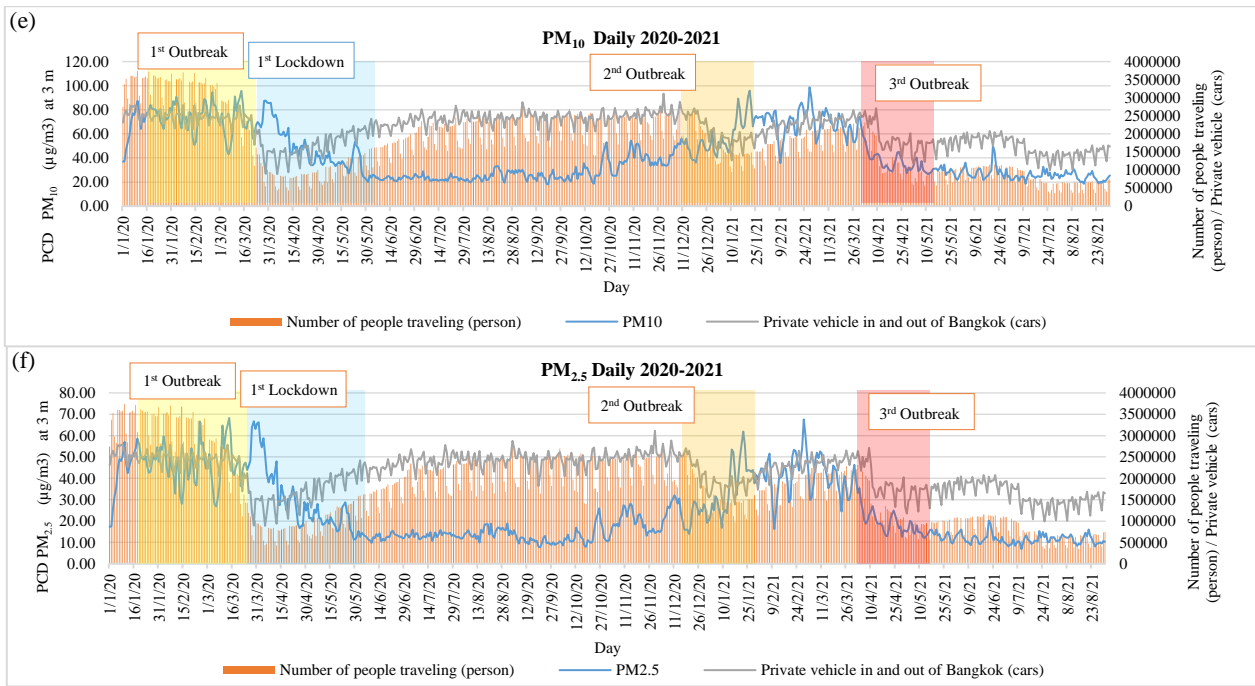 (e)
PM10 Daily 2020-2021
1st Outbreak
1st Lockdown
2nd Outbreak
3rd Outbreak
PCD PM10 (µg/m3) at 3 m
120.00
100.00
80.00
60.00
40.00
20.00
0.00
4000000
3500000
3000000
2500000
2000000
1500000
1000000
500000
0
Number of people traveling
(person) / Private vehicle (cars)
1/1/20 16/1/20 31/1/20 15/2/20 1/3/20 16/3/20 31/3/20 15/4/20 30/4/20 15/5/20 30/5/20 14/6/20 29/6/20 14/7/20 29/7/20 13/8/20 28/8/20 12/9/20 27/9/20 12/10/20 27/10/20 11/11/20 26/11/20 11/12/20 26/12/20 10/1/21 25/1/21 9/2/21 24/2/21 11/3/21 26/3/21 10/4/21 25/4/21 10/5/21 25/5/21 9/6/21 24/6/21 9/7/21 24/7/21 8/8/21 23/8/21
Day
Number of people traveling (person) PM10 Private vehicle in and out of Bangkok (cars)
(f)
PM2.5 Daily 2020-2021
1st Outbreak
1st Lockdown
2nd Outbreak
3rd Outbreak
PCD PM2.5 (µg/m3) at 3 m
80.00
70.00
60.00
50.00
40.00
30.00
20.00
10.00
0.00
4000000
3500000
3000000
2500000
2000000
1500000
1000000
500000
0
Number of people traveling
(person) / Private vehicle (cars)
1/1/20 16/1/20 31/1/20 15/2/20 1/3/20 16/3/20 31/3/20 15/4/20 30/4/20 15/5/20 30/5/20 14/6/20 29/6/20 14/7/20 29/7/20 13/8/20 28/8/20 12/9/20 27/9/20 12/10/20 27/10/20 11/11/20 26/11/20 11/12/20 26/12/20 10/1/21 25/1/21 9/2/21 24/2/21 11/3/21 26/3/21 10/4/21 25/4/21 10/5/21 25/5/21 9/6/21 24/6/21 9/7/21 24/7/21 8/8/21 23/8/21
Day
Number of people traveling (person) PM2.5 Private vehicle in and out of Bangkok (cars)